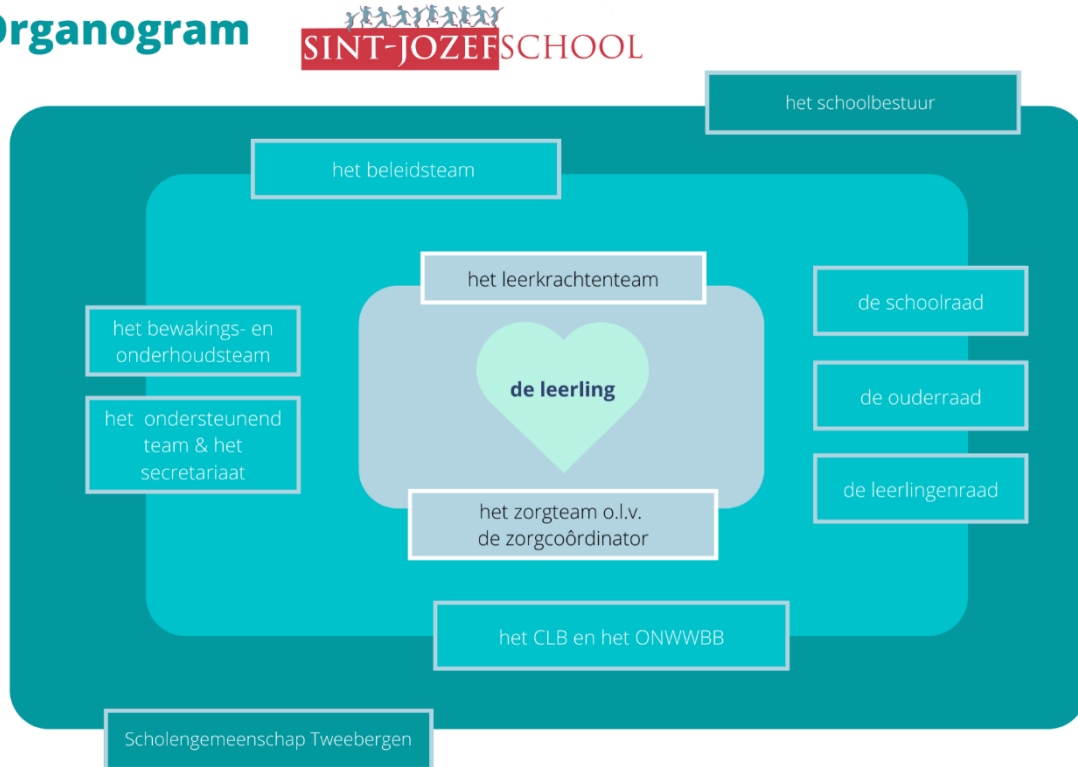 Organogram
SINT-JOZEFSCHOOL
het schoolbestuur
het beleidsteam
het leerkrachtenteam
de schoolraad
het bewakings- en
onderhoudsteam
de leerling
de ouderraad
het ondersteunend
team & het
secretariaat
de leerlingenraad
het zorgteam o.l.v.
de zorgcoôrdinator
het CLB en het ONWWBB
Scholengemeenschap Tweebergen